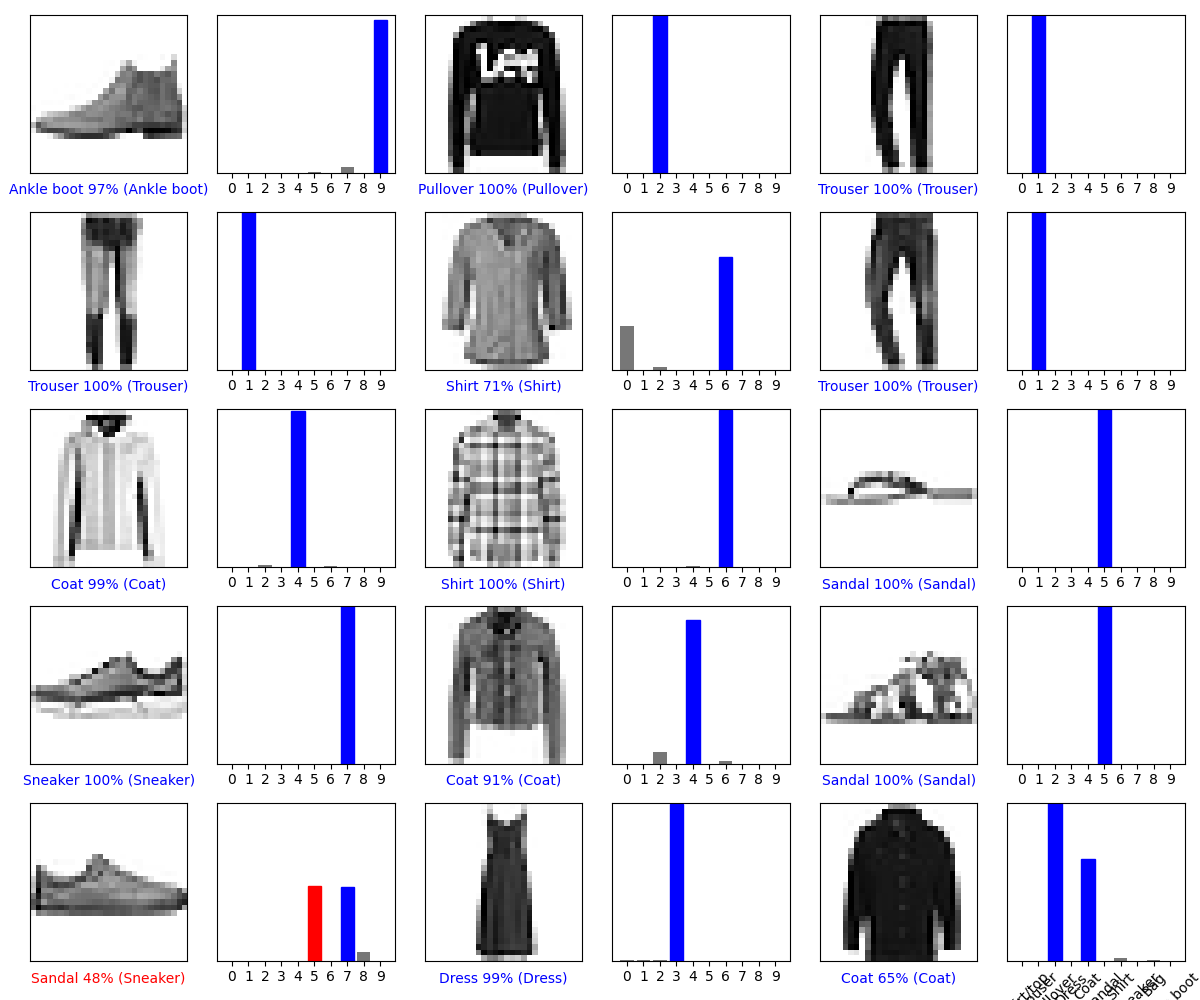 Lee
0 1 2 3 4 5 6 7 8 9 0 1 2 3 4 5 6 7 8 9 0 1 2 3 4 5 6 7 8 9
Ankle boot 97% (Ankle boot) Pullover 100% (Pullover) Trouser 100% (Trouser)
0 1 2 3 4 5 6 7 8 9 0 1 2 3 4 5 6 7 8 9 0 1 2 3 4 5 6 7 8 9
Trouser 100% (Trouser) Shirt 71% (Shirt) Trouser 100% (Trouser)
0 1 2 3 4 5 6 7 8 9 0 1 2 3 4 5 6 7 8 9 0 1 2 3 4 5 6 7 8 9
Coat 99% (Coat) Shirt 100% (Shirt) Sandal 100% (Sandal)
0 1 2 3 4 5 6 7 8 9 0 1 2 3 4 5 6 7 8 9 0 1 2 3 4 5 6 7 8 9
Sneaker 100% (Sneaker) Coat 91% (Coat) Sandal 100% (Sandal)
0 1 2 3 4 5 6 7 8 9 0 1 2 3 4 5 6 7 8 9 Coat Shirt Bag boot
Sandal 48% (Sneaker) Dress 99% (Dress) Coat 65% (Coat)